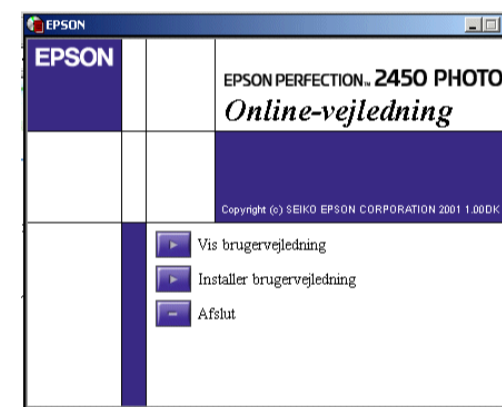 EPSON
EPSON
EPSON PERFECTION™ 2450 PHOTO
Online-vejledning
Copyright (c) SEIKO EPSON CORPORATION 2001 1.00DK
Vis brugervejledning
Installer brugervejledning
Afslut